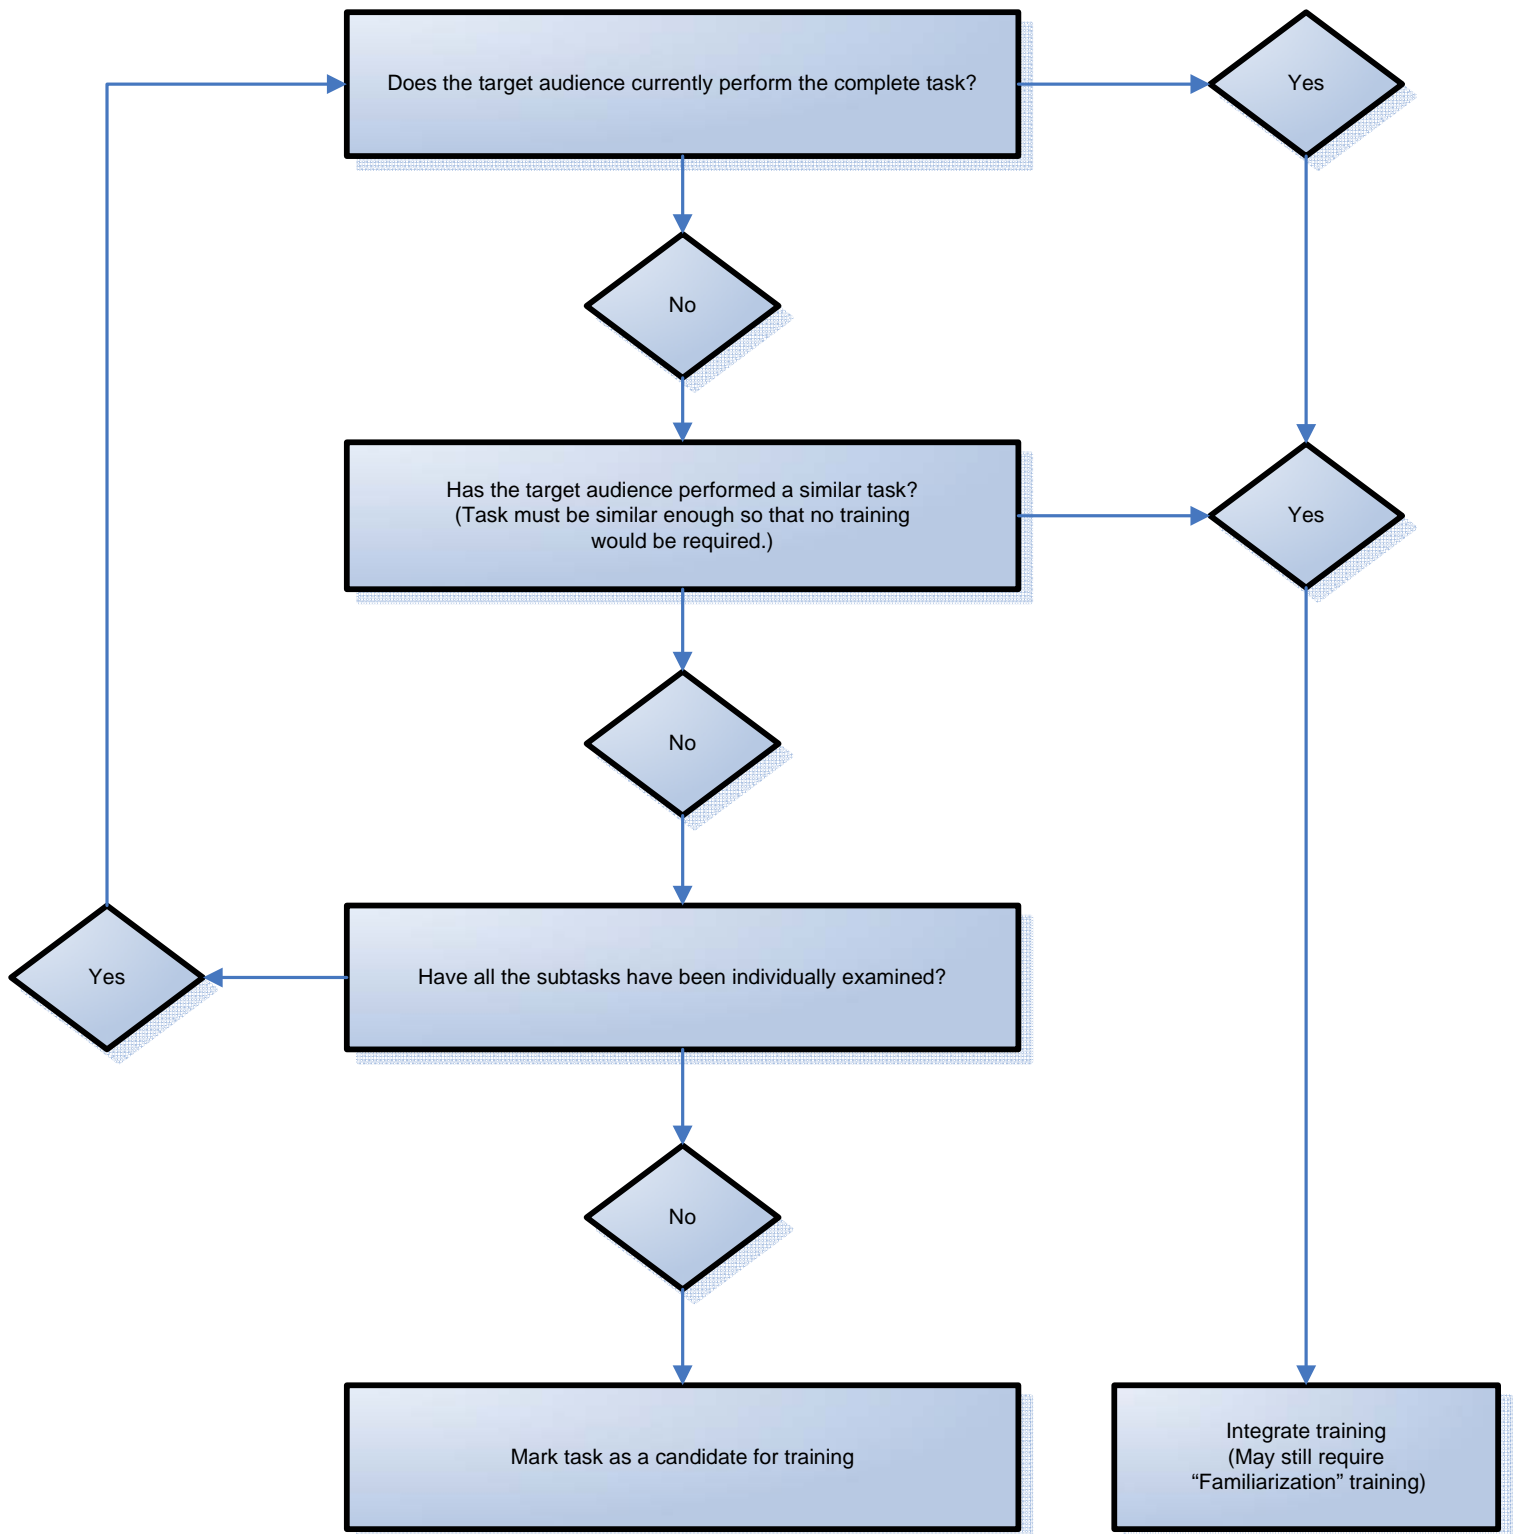 Does the target audience currently perform the complete task?
Yes
No
Has the target audience performed a similar task?
(Task must be similar enough so that no training
would be required.)
Yes
No
Yes
Have all the subtasks have been individually examined?
No
Mark task as a candidate for training
Integrate training
(May still require
“Familiarization” training)